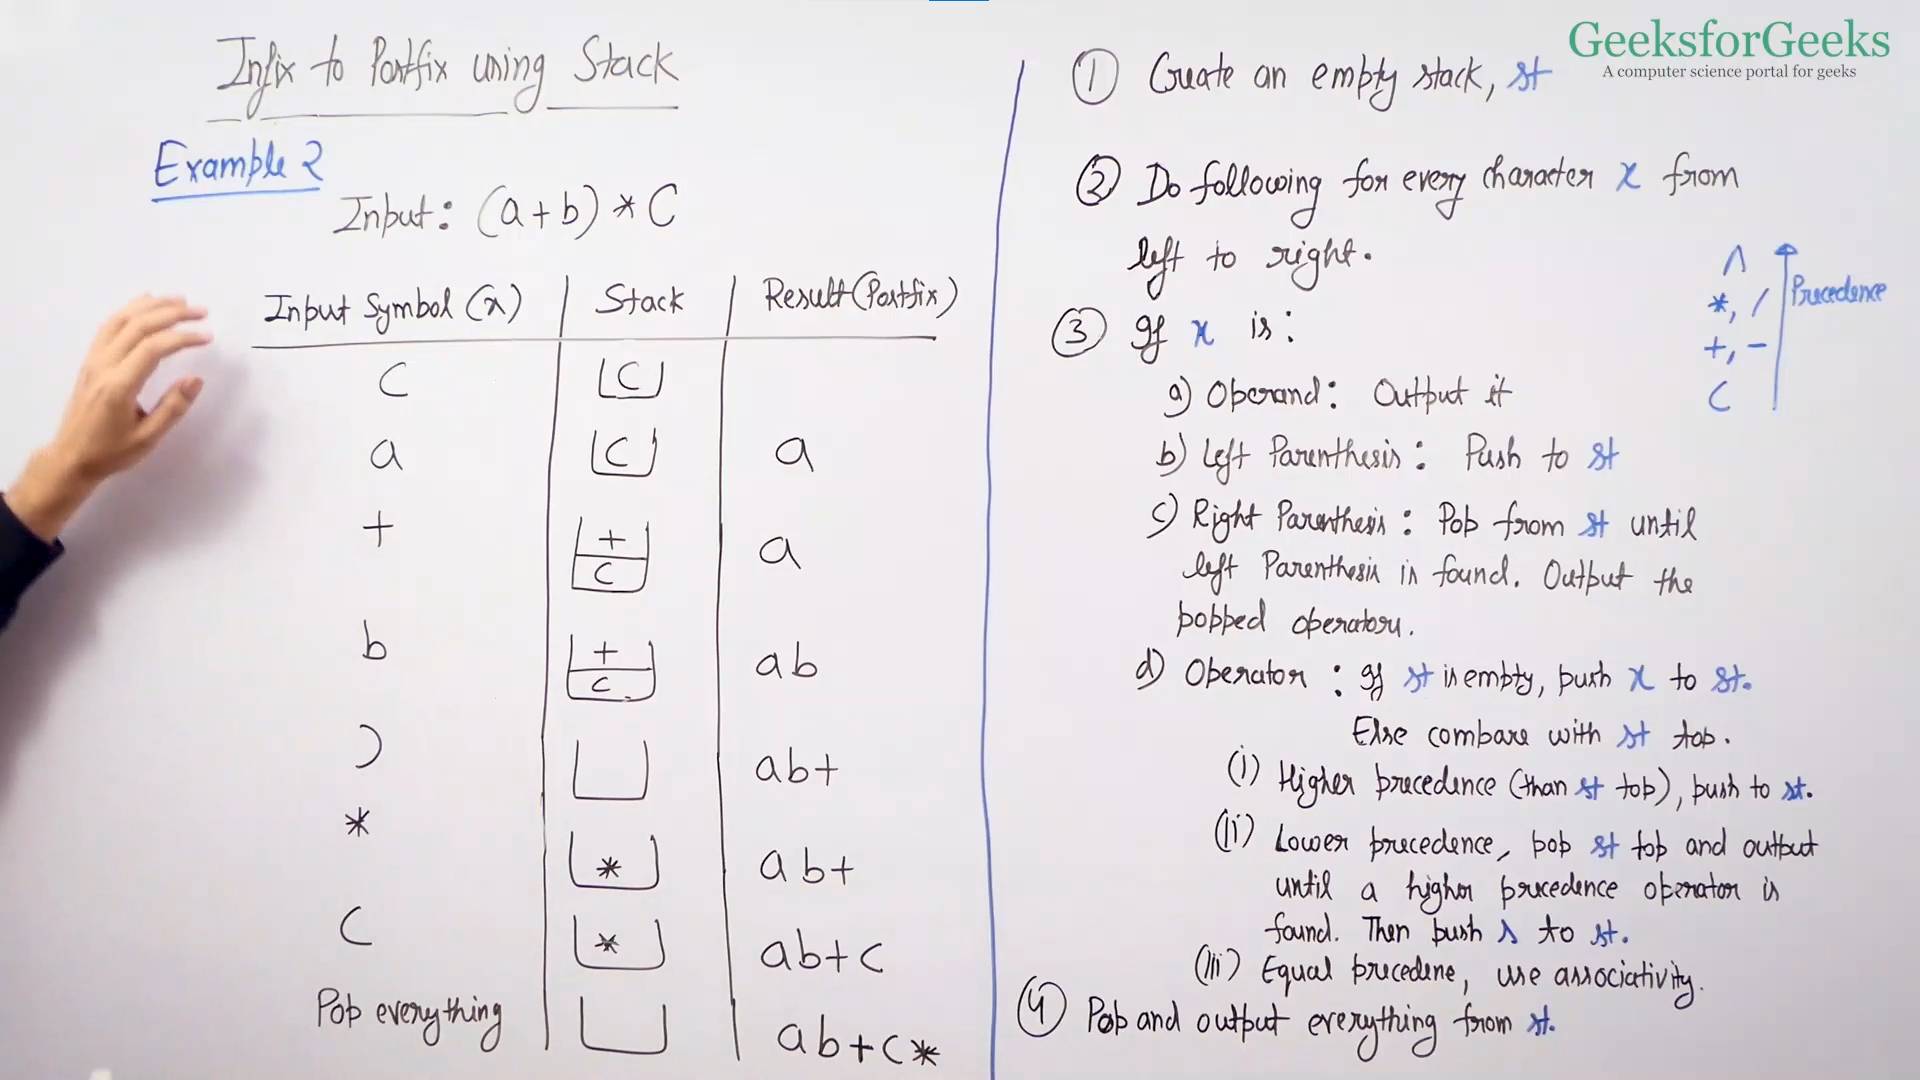 Infix to Postfix using Stack
Example 2
Input: (a+b) * C
Input Symbol (x) Stack Result (Postfix)
( (
a ( a
+ + ( a
b + ( ab
) ab+
* * ab+
C * ab+c
Pop everything ab+c*
GeeksforGeeks
A computer science portal for geeks
① Create an empty stack, st
② Do following for every character x from
left to right.
③ If x is:
a) Operand: Output it
b) Left Parenthesis: Push to st
c) Right Parenthesis: Pop from st until
left Parenthesis is found. Output the
popped operators.
d) Operator: If st is empty, push x to st.
Else compare with st top.
(i) Higher precedence (than st top), push to st.
(ii) Lower precedence, pop st top and output
until a higher precedence operator is
found. Then push to st.
(iii) Equal precedene, use associativity.
④ Pop and output everything from st.
^
*, /
+, -
(
Precedence